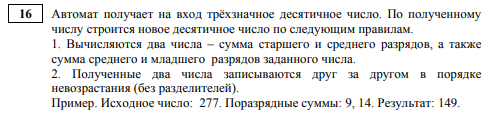 16
Автомат получает на вход трёхзначное десятичное число. По полученному
числу строится новое десятичное число по следующим правилам.
1. Вычисляются два числа – сумма старшего и среднего разрядов, а также
сумма среднего и младшего разрядов заданного числа.
2. Полученные два числа записываются друг за другом в порядке
невозрастания (без разделителей).
Пример. Исходное число: 277. Поразрядные суммы: 9, 14. Результат: 149.